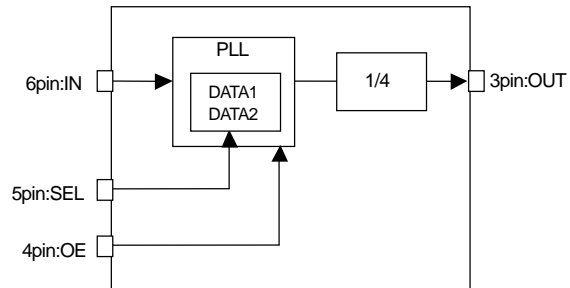 PLL
6pin:IN
DATA1
DATA2
1/4
3pin:OUT
5pin:SEL
4pin:OE